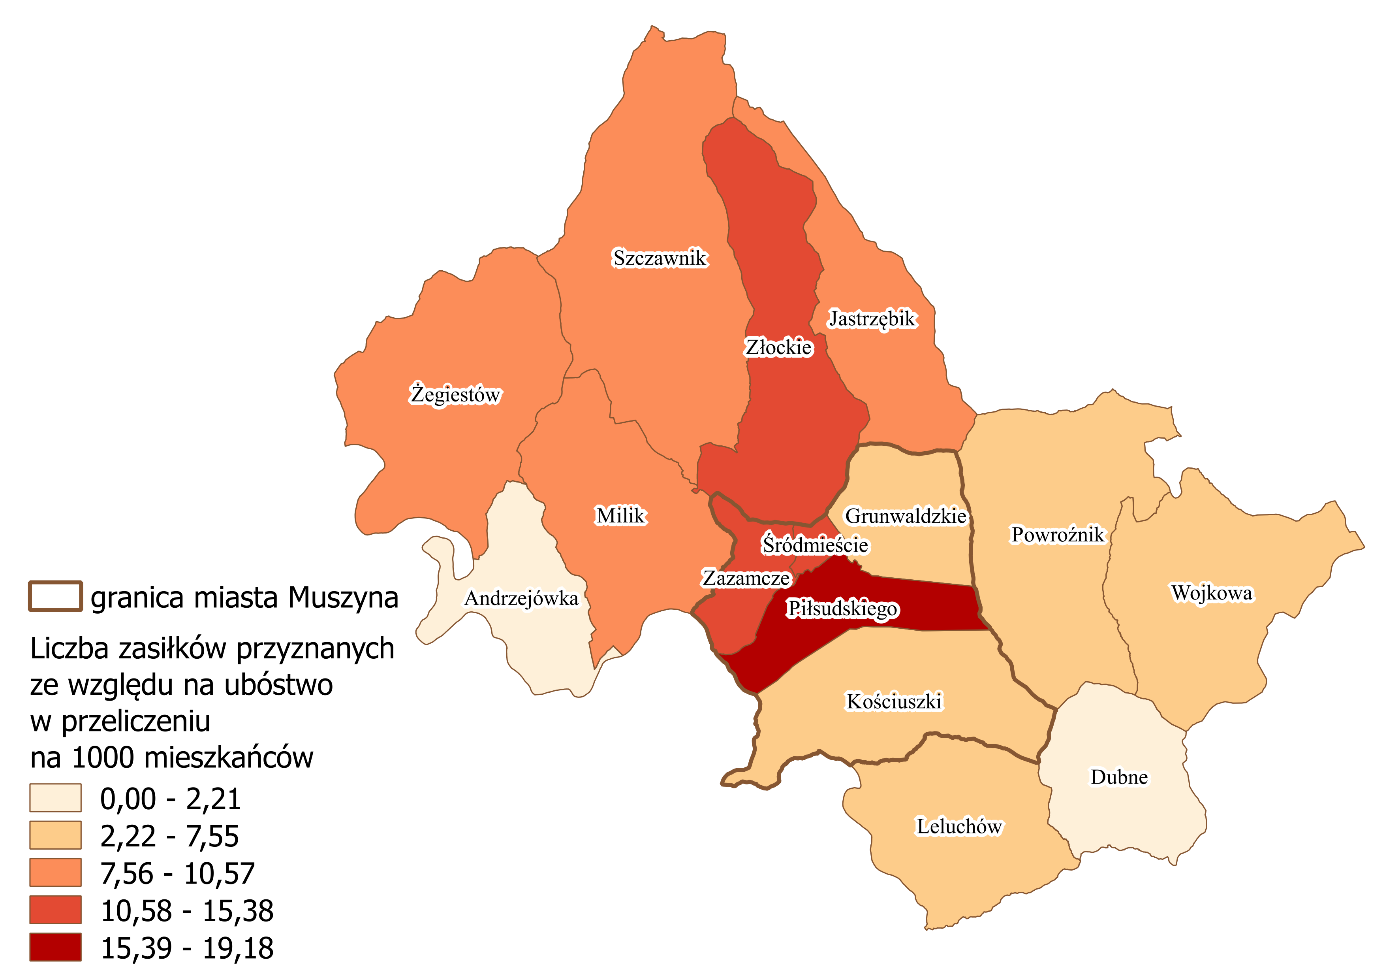 Szczawnik
Jastrzębik
Złockie
Żegiestów
Milik
Grunwaldzkie
Powroźnik
Śródmieście
Zazamcze
Wojkowa
Andrzejówka
Piłsudskiego
Kościuszki
Dubne
Leluchów
granica miasta Muszyna
Liczba zasiłków przyznanych
ze względu na ubóstwo
w przeliczeniu
na 1000 mieszkańców
0,00 - 2,21
2,22 - 7,55
7,56 - 10,57
10,58 - 15,38
15,39 - 19,18